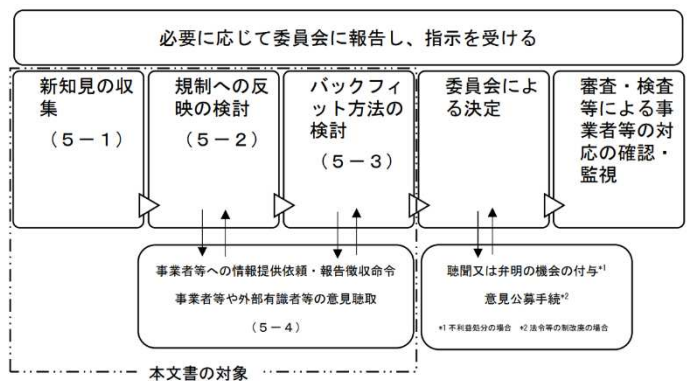 必要に応じて委員会に報告し、指示を受ける
新知見の収
集
（５－１）
規制への反
映の検討
（５－２）
バックフィ
ット方法の
検討
（５－３）
委員会によ
る決定
審査・検査
等による事
業者等の対
応の確認・
監視
事業者等への情報提供依頼・報告徴収命令
事業者等や外部有識者等の意見聴取
（５－４）
聴聞又は弁明の機会の付与*1
意見公募手続*2
*1 不利益処分の場合　*2 法令等の制改廃の場合
本文書の対象